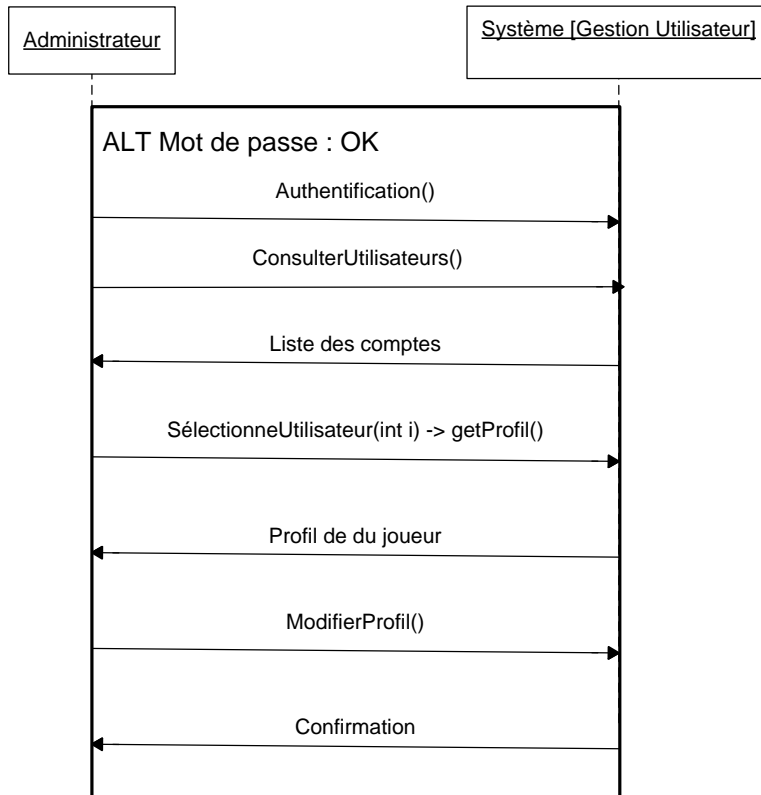 Administrateur
Système [Gestion Utilisateur]
ALT Mot de passe : OK
Authentification()
ConsulterUtilisateurs()
Liste des comptes
SélectionneUtilisateur(int i) -> getProfil()
Profil de du joueur
ModifierProfil()
Confirmation